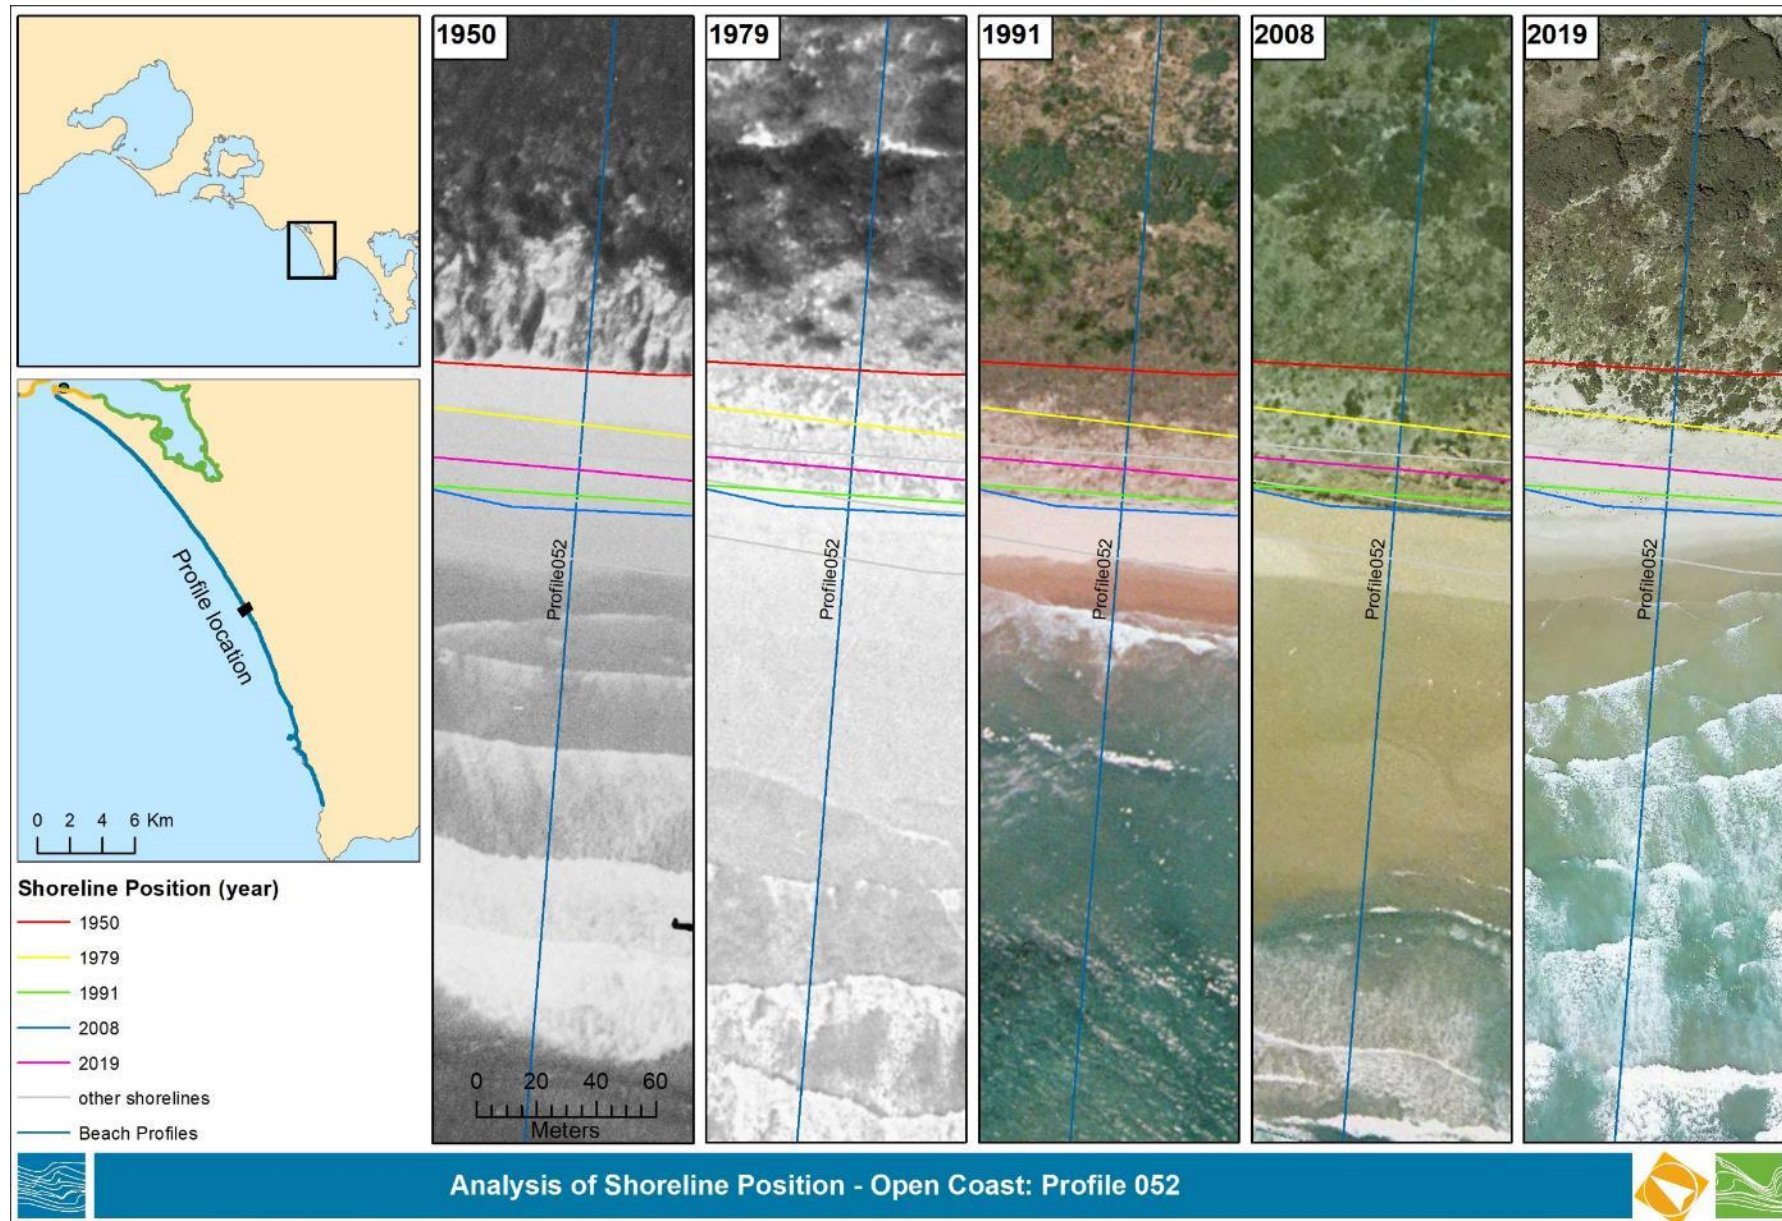 1950
1979
1991
2008
2019
Profile052
Profile052
Profile052
Profile052
Profile052
Profile location
0 2 4 6 Km
Shoreline Position (year)
1950
1979
1991
2008
2019
other shorelines
Beach Profiles
0 20 40 60
Meters
Analysis of Shoreline Position - Open Coast: Profile 052